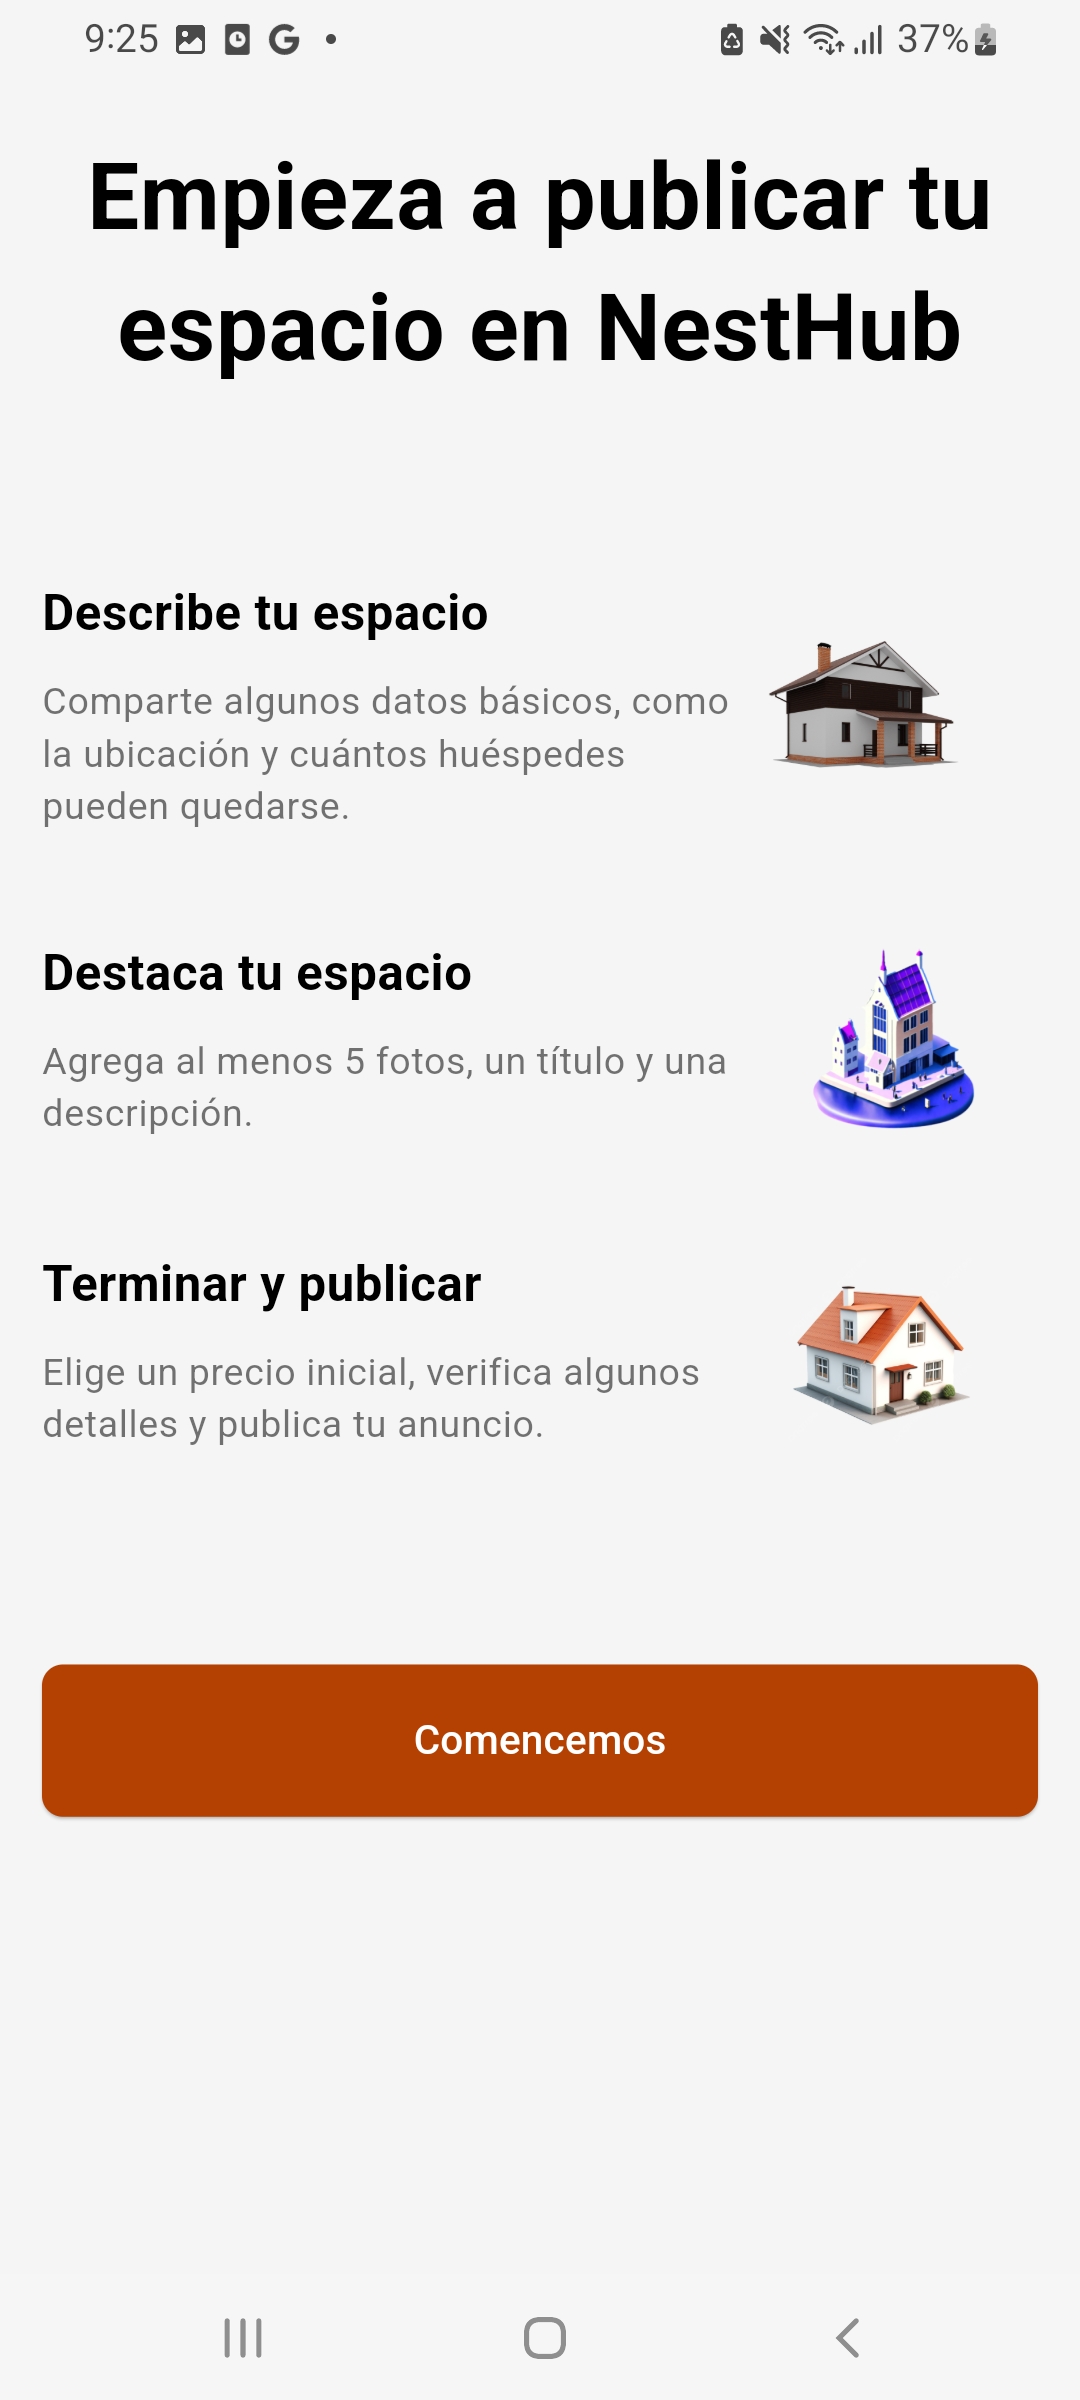 9:25
37%
Empieza a publicar tu
espacio en NestHub
Describe tu espacio
Comparte algunos datos básicos, como
la ubicación y cuántos huéspedes
pueden quedarse.
Destaca tu espacio
Agrega al menos 5 fotos, un título y una
descripción.
Terminar y publicar
Elige un precio inicial, verifica algunos
detalles y publica tu anuncio.
Comencemos